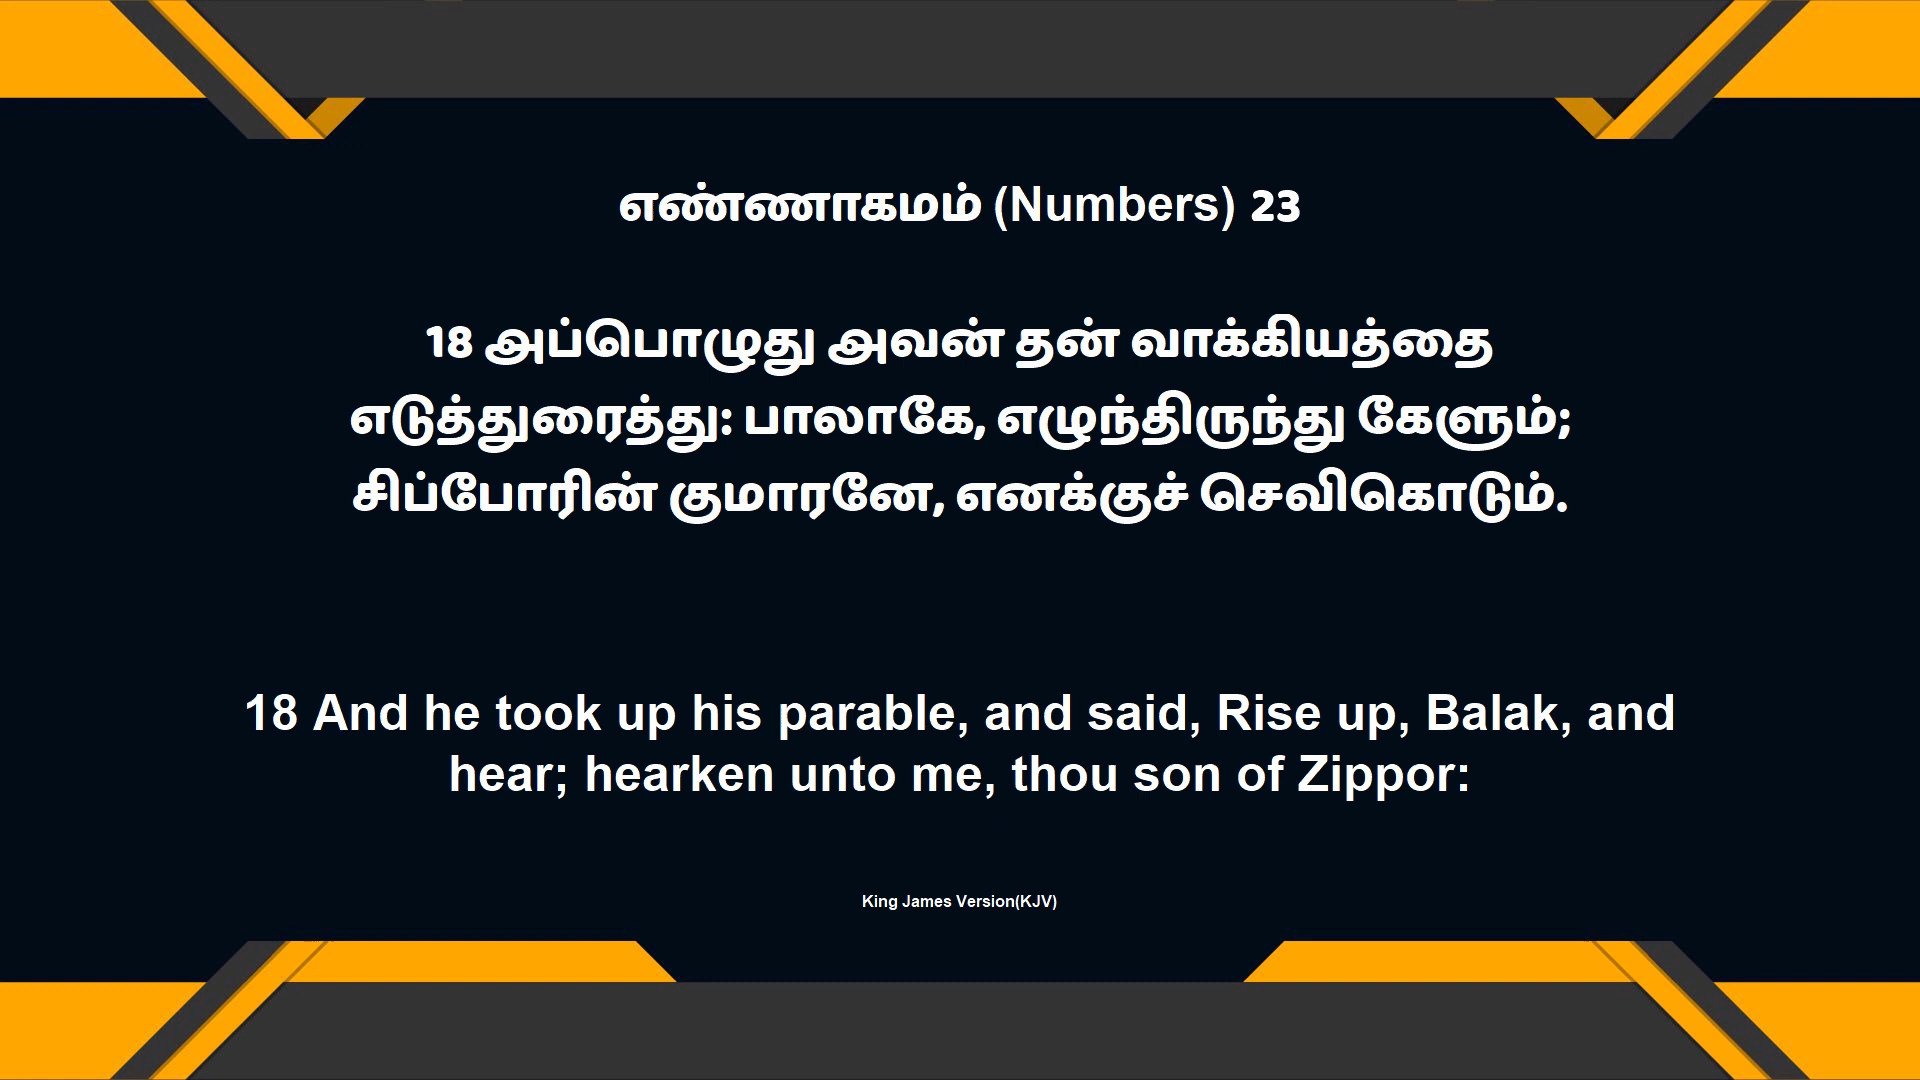 எண்ணாகமம் (Numbers) 23
18 அப்பொழுது அவன் தன் வாக்கியத்தை
எடுத்துரைத்து: பாலாகே, எழுந்திருந்து கேளும்;
சிப்போரின் குமாரனே, எனக்குச் செவிகொடும்.
18 And he took up his parable, and said, Rise up, Balak, and
hear; hearken unto me, thou son of Zippor:
King James Version(KJV)